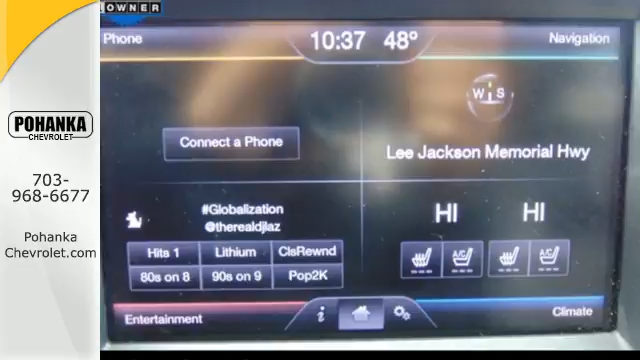 OWNER
Phone
10:37 48°
Navigation
W S
POHANKA
CHEVROLET
Connect a Phone
Lee Jackson Memorial Hwy
703-
968-6677
#Globalization
@therealdjlaz
HI HI
Pohanka
Chevrolet.com
Hits 1 Lithium ClsRewnd
A/C A/C
80s on 8 90s on 9 Pop2K
Entertainment
i
Climate